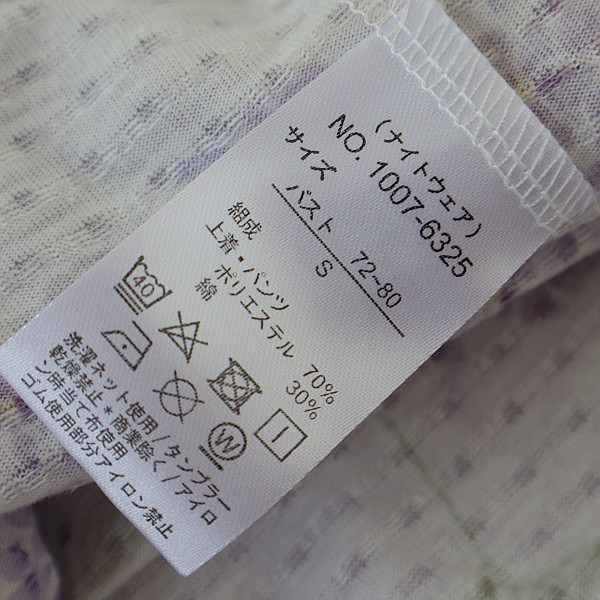 (ナイトウェア)
NO. 1007-6325
サイズ
バスト 72~80
S
組成
上着・パンツ
ポリエステル 70%
綿 30%
40
W
洗濯ネット使用/タンブラー
乾燥禁止*商業除く/アイロ
ン時当て布使用
ゴム使用部分アイロン禁止